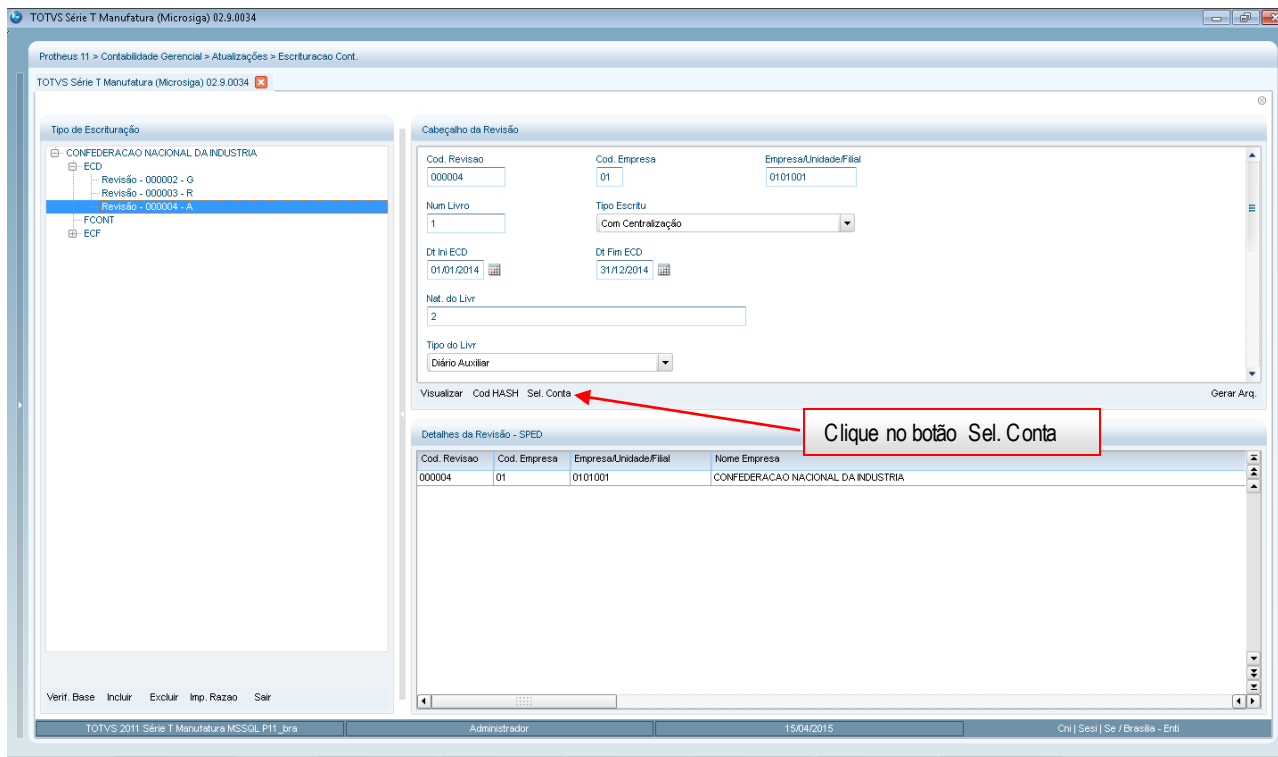 TOTVS Série T Manufatura (Microsiga) 02.9.0034
Protheus 11 > Contabilidade Gerencial > Atualizações > Escrituracao Cont.
TOTVS Série T Manufatura (Microsiga) 02.9.0034
Tipo de Escrituração
CONFEDERACAO NACIONAL DA INDUSTRIA
ECD
Revisão - 000002 - G
Revisão - 000003 - R
Revisão - 000004 - A
FCONT
ECF
Verif. Base Incluir Excluir Imp. Razao Sair
Cabeçalho da Revisão
Cod. Revisao Cod. Empresa Empresa/Unidade/Filial
000004 01 0101001
Num Livro Tipo Escritu
1 Com Centralização
Dt Ini ECD Dt Fim ECD
01/01/2014 31/12/2014
Nat. do Livr
2
Tipo do Livr
Diário Auxiliar
Visualizar Cod HASH Sel. Conta Gerar Arq.
Clique no botão Sel. Conta
Detalhes da Revisão - SPED
Cod. Revisao Cod. Empresa Empresa/Unidade/Filial Nome Empresa
000004 01 0101001 CONFEDERACAO NACIONAL DA INDUSTRIA
TOTVS 2011 Série T Manufatura MSSQL P11_bra Administrador 15/04/2015 Cni | Sesi | Se / Brasilia - Enti